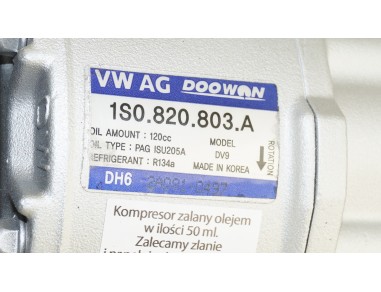 VW AG DOOWON
1S0.820.803.A
OIL AMOUNT : 120cc MODEL
OIL TYPE : PAG ISU205A DV9
REFRIGERANT : R134a MADE IN KOREA
ROTATION
DH6
Kompresor zalany olejem
w ilości 50 ml.
Zalecamy zlanie